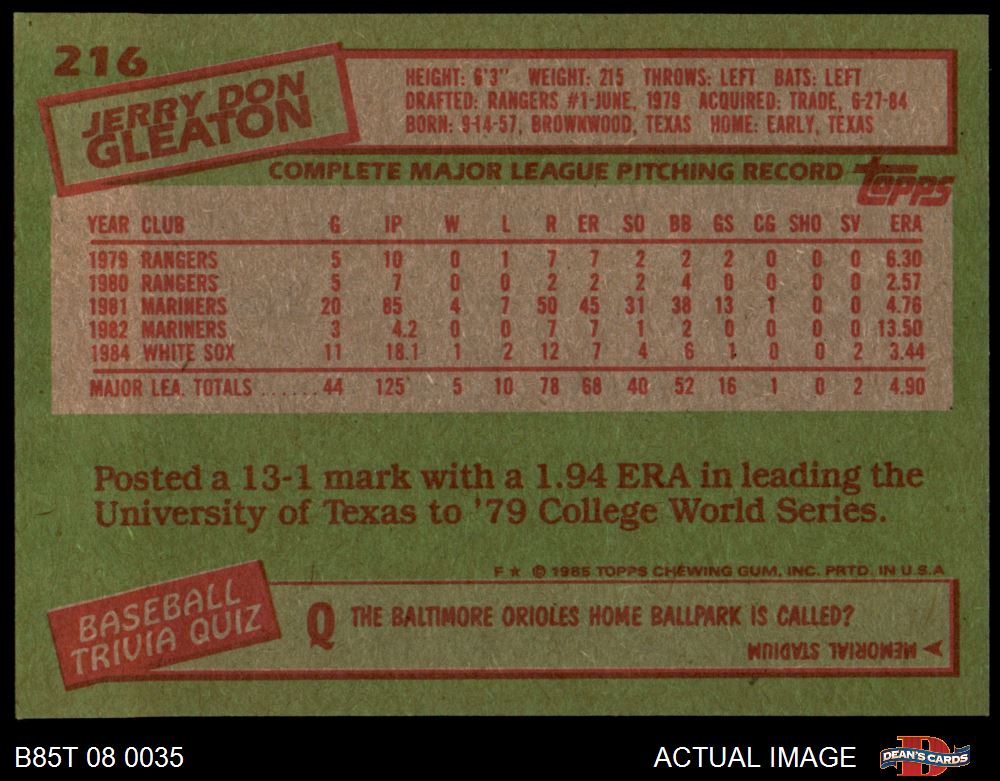 216
JERRY DON
GLEATON
HEIGHT: 6'3" WEIGHT: 215 THROWS: LEFT BATS: LEFT
DRAFTED: RANGERS #1-JUNE, 1979 ACQUIRED: TRADE, 6-27-84
BORN: 9-14-57, BROWNWOOD, TEXAS HOME: EARLY, TEXAS
COMPLETE MAJOR LEAGUE PITCHING RECORD topps
YEAR CLUB G IP W L R ER SO BB GS CG SHO SV ERA
1979 RANGERS 5 10 0 1 7 7 2 2 2 0 0 0 6.30
1980 RANGERS 5 7 0 0 2 2 2 4 0 0 0 0 2.57
1981 MARINERS 20 85 4 7 50 45 31 38 13 1 0 0 4.76
1982 MARINERS 3 4.2 0 0 7 7 1 2 0 0 0 0 13.50
1984 WHITE SOX 11 18.1 1 2 12 7 4 6 1 0 0 2 3.44
MAJOR LEA. TOTALS ...... 44 125 5 10 78 68 40 52 16 1 0 2 4.90
Posted a 13-1 mark with a 1.94 ERA in leading the
University of Texas to '79 College World Series.
F ★ © 1985 TOPPS CHEWING GUM, INC. PRTD. IN U.S.A
BASEBALL
TRIVIA QUIZ
Q THE BALTIMORE ORIOLES HOME BALLPARK IS CALLED?
MEMORIAL STADIUM
B85T 08 0035 ACTUAL IMAGE DEAN'S CARDS